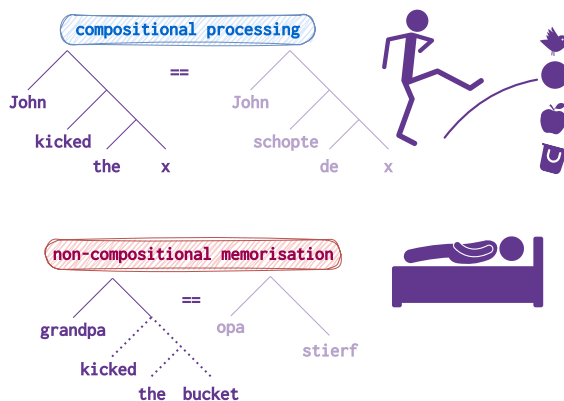 compositional processing
==
John
John
kicked
schopte
the
x
de
x
non-compositional memorisation
==
grandpa
opa
kicked
stierf
the bucket